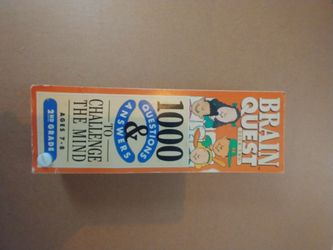 BRAIN
QUEST
1000
QUESTIONS
&
ANSWERS
TO
CHALLENGE
THE MIND
AGES 7-8
2ND GRADE